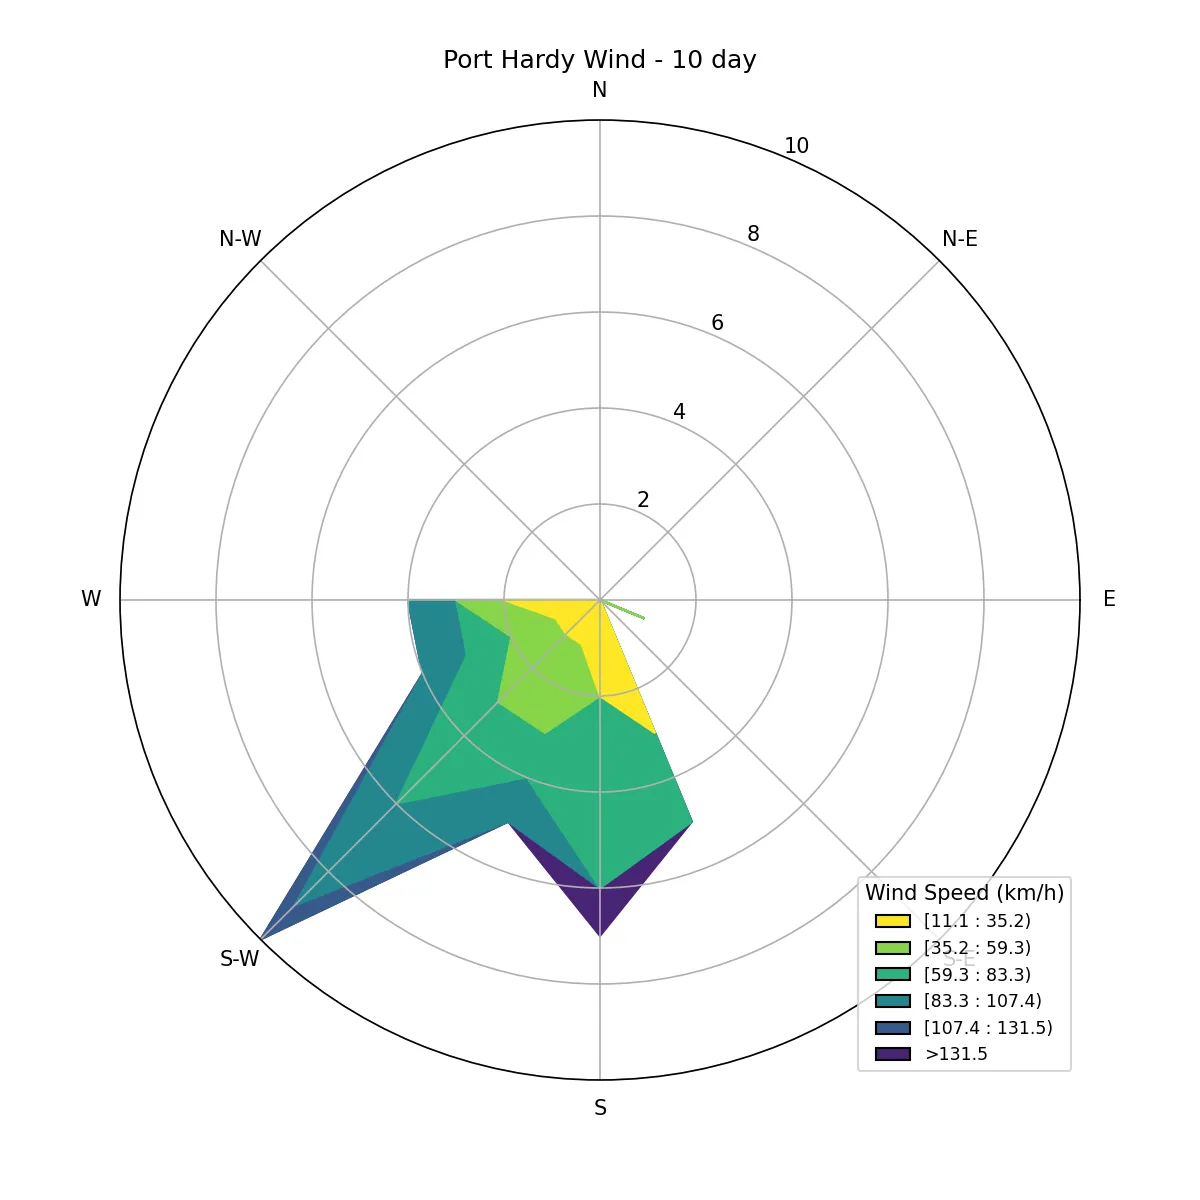 Port Hardy Wind - 10 day
N
10
N-W
N-E
8
6
4
2
W
E
S-W
S-E
S
Wind Speed (km/h)
[11.1 : 35.2)
[35.2 : 59.3)
[59.3 : 83.3)
[83.3 : 107.4)
[107.4 : 131.5)
>131.5